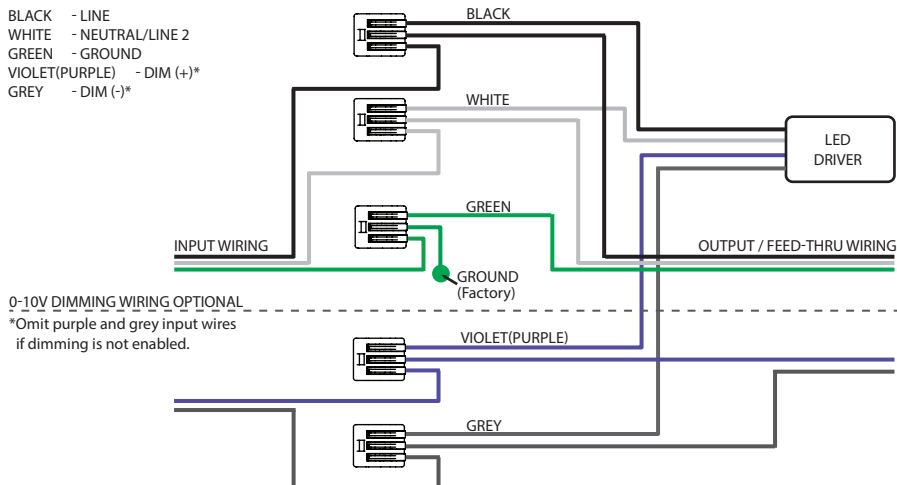 BLACK - LINE
WHITE - NEUTRAL/LINE 2
GREEN - GROUND
VIOLET(PURPLE) - DIM (+)*
GREY - DIM (-)*
BLACK
WHITE
LED
DRIVER
GREEN
INPUT WIRING
OUTPUT / FEED-THRU WIRING
GROUND
(Factory)
0-10V DIMMING WIRING OPTIONAL
*Omit purple and grey input wires
if dimming is not enabled.
VIOLET(PURPLE)
GREY